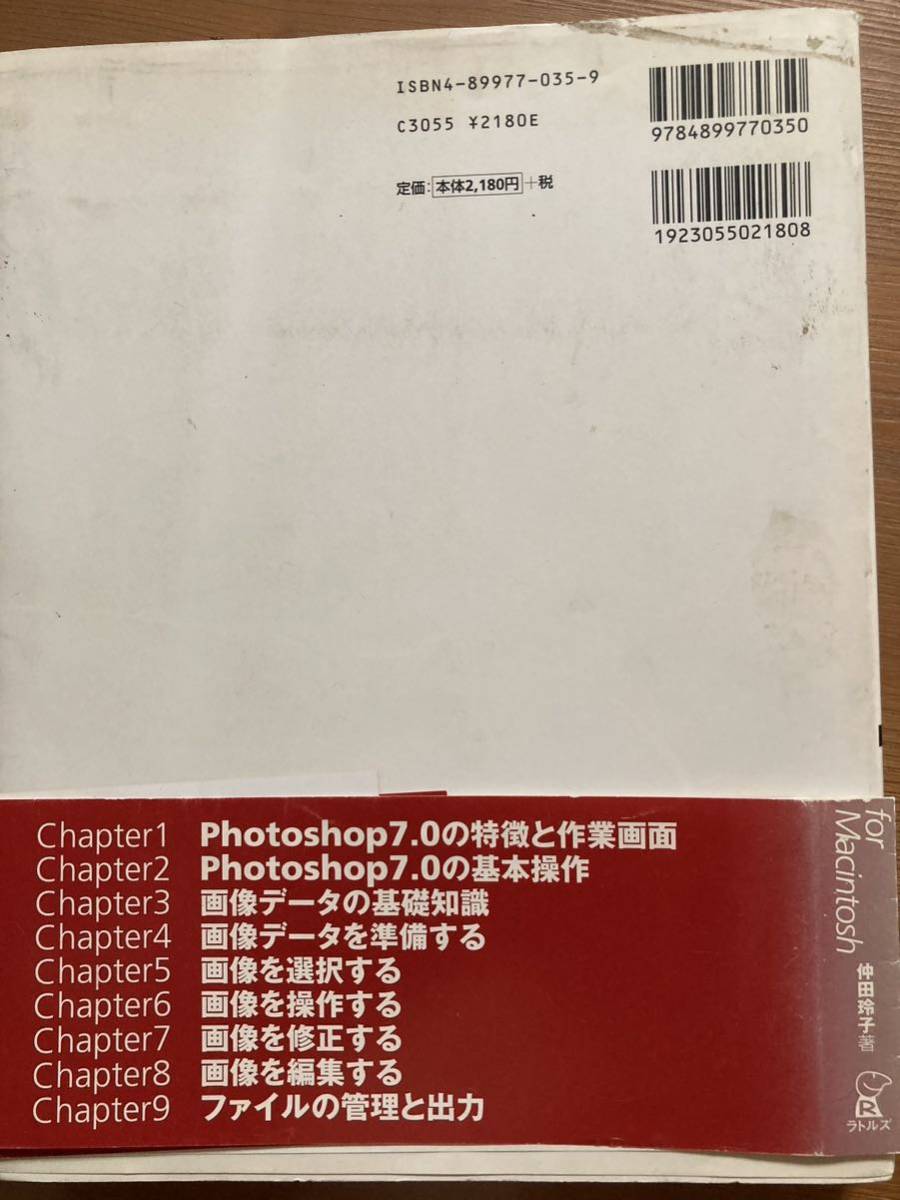 ISBN4-89977-035-9
C3055 ¥2180E
定価:本体2,180円+税
9784899770350
1923055021808
Chapter1 Photoshop7.0の特徴と作業画面
Chapter2 Photoshop7.0の基本操作
Chapter3 画像データの基礎知識
Chapter4 画像データを準備する
Chapter5 画像を選択する
Chapter6 画像を操作する
Chapter7 画像を修正する
Chapter8 画像を編集する
Chapter9 ファイルの管理と出力
for
Macintosh
仲田玲子著
R
ラトルズ